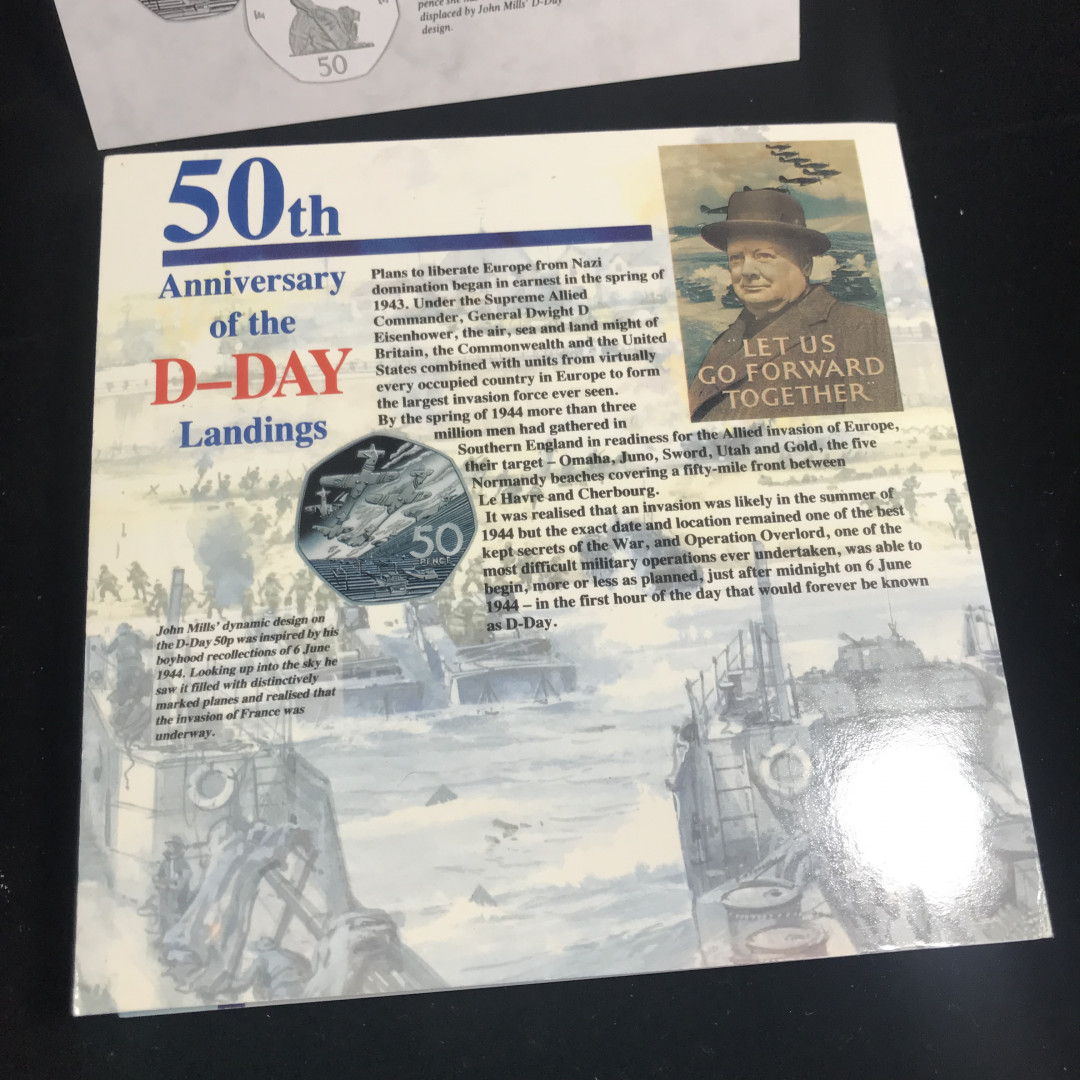 pence she ha
displaced by John Mills' D-Day
design.
50
50th
Anniversary
of the
D-DAY
Landings
Plans to liberate Europe from Nazi
domination began in earnest in the spring of
1943. Under the Supreme Allied
Commander, General Dwight D
Eisenhower, the air, sea and land might of
Britain, the Commonwealth and the United
States combined with units from virtually
every occupied country in Europe to form
the largest invasion force ever seen.
By the spring of 1944 more than three
million men had gathered in
Southern England in readiness for the Allied invasion of Europe,
their target – Omaha, Juno, Sword, Utah and Gold, the five
Normandy beaches covering a fifty-mile front between
Le Havre and Cherbourg.
It was realised that an invasion was likely in the summer of
1944 but the exact date and location remained one of the best
kept secrets of the War, and Operation Overlord, one of the
most difficult military operations ever undertaken, was able to
begin, more or less as planned, just after midnight on 6 June
1944 – in the first hour of the day that would forever be known
as D-Day.
"LET US
GO FORWARD
TOGETHER"
50
PENCE
John Mills' dynamic design on
the D-Day 50p was inspired by his
boyhood recollections of 6 June
1944. Looking up into the sky he
saw it filled with distinctively
marked planes and realised that
the invasion of France was
underway.